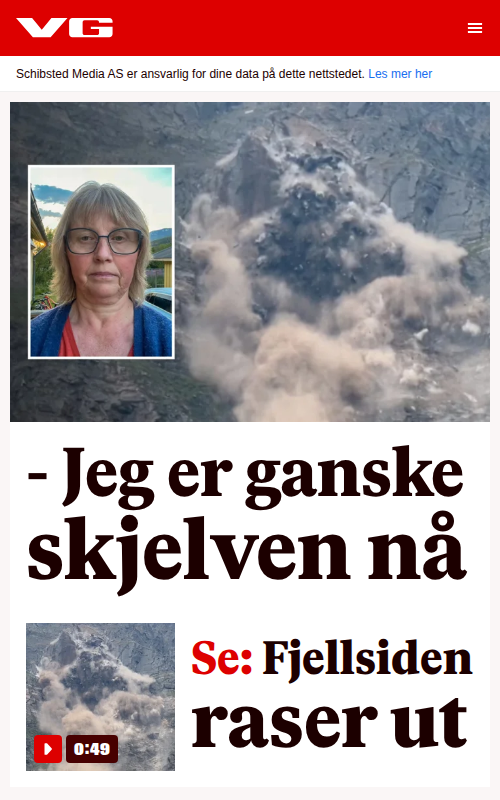 VG
Schibsted Media AS er ansvarlig for dine data på dette nettstedet. Les mer her
- Jeg er ganske
skjelven nå
Se: Fjellsiden
raser ut
0:49